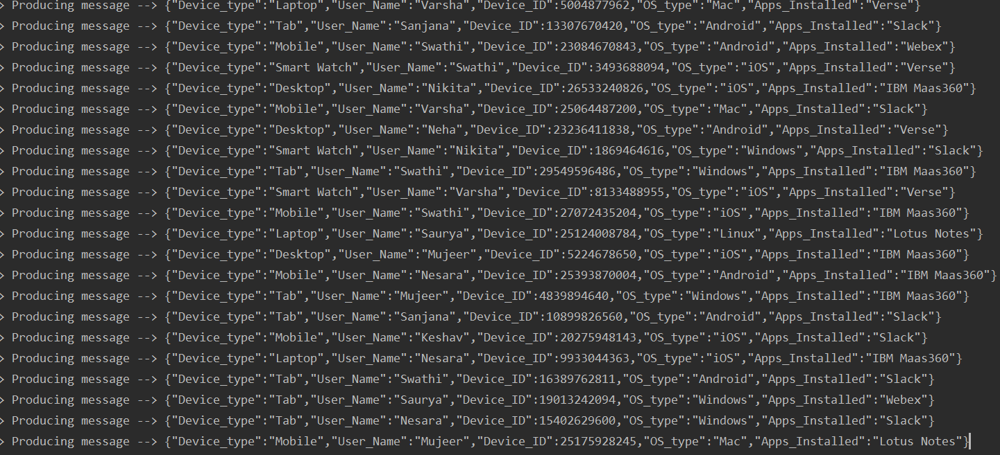 > Producing message --> {"Device_type":"Laptop","User_Name":"Varsha","Device_ID":5004877962,"OS_type":"Mac","Apps_Installed":"Verse"}
> Producing message --> {"Device_type":"Tab","User_Name":"Sanjana","Device_ID":13307670420,"OS_type":"Android","Apps_Installed":"Slack"}
> Producing message --> {"Device_type":"Mobile","User_Name":"Swathi","Device_ID":23084670843,"OS_type":"Android","Apps_Installed":"Webex"}
> Producing message --> {"Device_type":"Smart Watch","User_Name":"Swathi","Device_ID":3493688094,"OS_type":"iOS","Apps_Installed":"Verse"}
> Producing message --> {"Device_type":"Desktop","User_Name":"Nikita","Device_ID":26533240826,"OS_type":"iOS","Apps_Installed":"IBM Maas360"}
> Producing message --> {"Device_type":"Mobile","User_Name":"Varsha","Device_ID":25064487200,"OS_type":"Mac","Apps_Installed":"Slack"}
> Producing message --> {"Device_type":"Desktop","User_Name":"Neha","Device_ID":23236411838,"OS_type":"Android","Apps_Installed":"Verse"}
> Producing message --> {"Device_type":"Smart Watch","User_Name":"Nikita","Device_ID":1869464616,"OS_type":"Windows","Apps_Installed":"Slack"}
> Producing message --> {"Device_type":"Tab","User_Name":"Swathi","Device_ID":29549596486,"OS_type":"Windows","Apps_Installed":"IBM Maas360"}
> Producing message --> {"Device_type":"Smart Watch","User_Name":"Varsha","Device_ID":8133488955,"OS_type":"iOS","Apps_Installed":"Verse"}
> Producing message --> {"Device_type":"Mobile","User_Name":"Swathi","Device_ID":27072435204,"OS_type":"iOS","Apps_Installed":"IBM Maas360"}
> Producing message --> {"Device_type":"Laptop","User_Name":"Saurya","Device_ID":25124008784,"OS_type":"Linux","Apps_Installed":"Lotus Notes"}
> Producing message --> {"Device_type":"Desktop","User_Name":"Mujeer","Device_ID":5224678650,"OS_type":"iOS","Apps_Installed":"IBM Maas360"}
> Producing message --> {"Device_type":"Mobile","User_Name":"Nesara","Device_ID":25393870004,"OS_type":"Android","Apps_Installed":"IBM Maas360"}
> Producing message --> {"Device_type":"Tab","User_Name":"Mujeer","Device_ID":4839894640,"OS_type":"Windows","Apps_Installed":"IBM Maas360"}
> Producing message --> {"Device_type":"Tab","User_Name":"Sanjana","Device_ID":10899826560,"OS_type":"Android","Apps_Installed":"Slack"}
> Producing message --> {"Device_type":"Mobile","User_Name":"Keshav","Device_ID":20275948143,"OS_type":"iOS","Apps_Installed":"Slack"}
> Producing message --> {"Device_type":"Laptop","User_Name":"Nesara","Device_ID":9933044363,"OS_type":"iOS","Apps_Installed":"IBM Maas360"}
> Producing message --> {"Device_type":"Tab","User_Name":"Swathi","Device_ID":16389762811,"OS_type":"Android","Apps_Installed":"Slack"}
> Producing message --> {"Device_type":"Tab","User_Name":"Saurya","Device_ID":19013242094,"OS_type":"Windows","Apps_Installed":"Webex"}
> Producing message --> {"Device_type":"Tab","User_Name":"Nesara","Device_ID":15402629600,"OS_type":"Windows","Apps_Installed":"Slack"}
> Producing message --> {"Device_type":"Mobile","User_Name":"Mujeer","Device_ID":25175928245,"OS_type":"Mac","Apps_Installed":"Lotus Notes"}